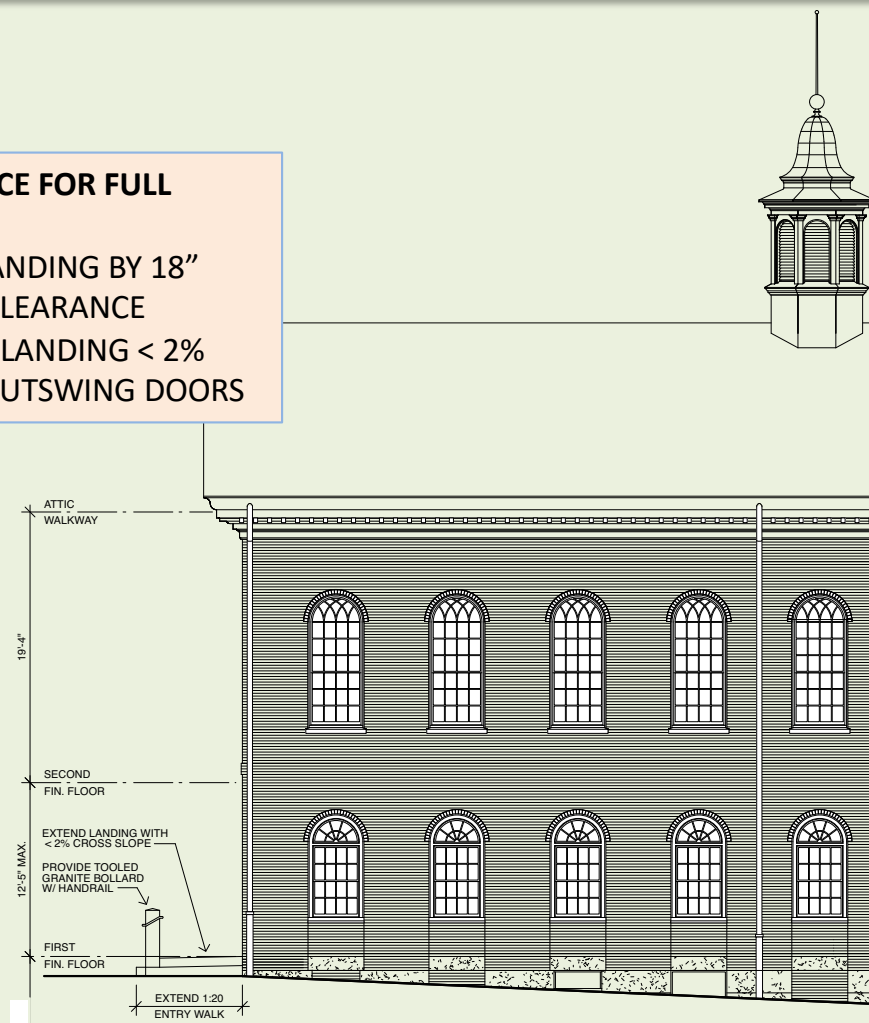 CE FOR FULL
ANDING BY 18”
LEARANCE
LANDING < 2%
UTSWING DOORS
ATTIC
WALKWAY
19'-4"
SECOND
FIN. FLOOR
EXTEND LANDING WITH
< 2% CROSS SLOPE
12'-5" MAX.
PROVIDE TOOLED
GRANITE BOLLARD
W/ HANDRAIL
FIRST
FIN. FLOOR
EXTEND 1:20
ENTRY WALK